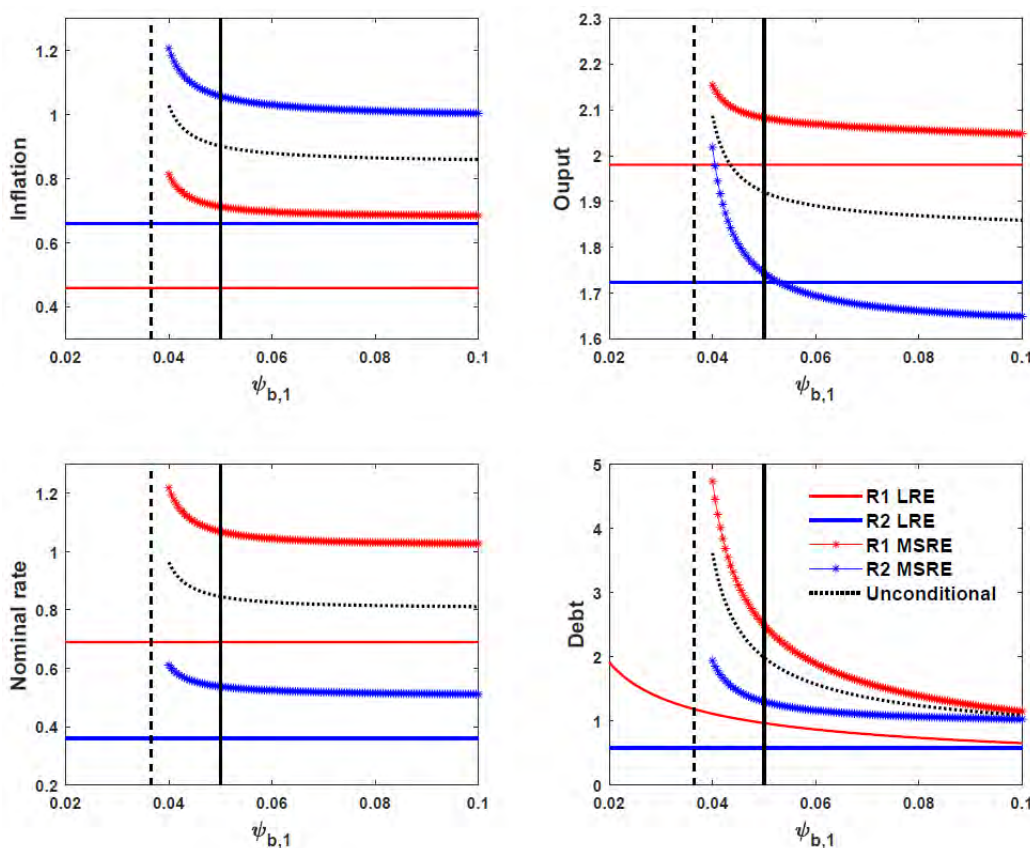 Inflation
1.2
1
0.8
0.6
0.4
0.02 0.04 0.06 0.08 0.1
ψb,1
Ouput
2.3
2.2
2.1
2
1.9
1.8
1.7
1.6
0.02 0.04 0.06 0.08 0.1
ψb,1
Nominal rate
1.2
1
0.8
0.6
0.4
0.2
0.02 0.04 0.06 0.08 0.1
ψb,1
Debt
5
4
3
2
1
0
R1 LRE
R2 LRE
R1 MSRE
R2 MSRE
Unconditional
0.02 0.04 0.06 0.08 0.1
ψb,1